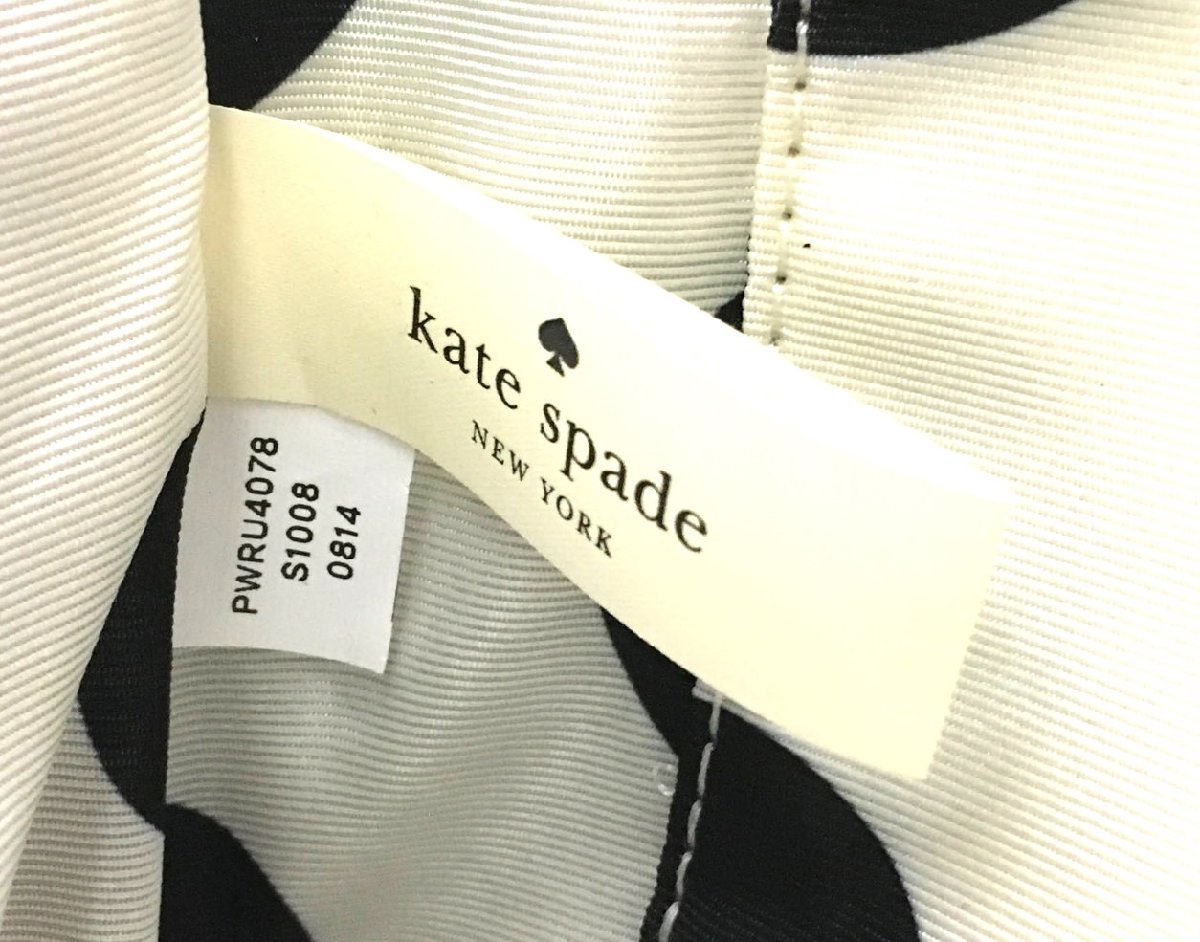 kate spade
NEW YORK
PWRU4078
S1008
0814